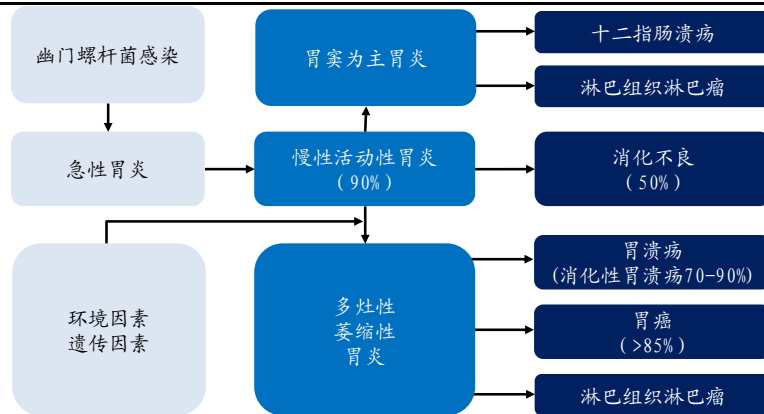 幽门螺杆菌感染
胃窦为主胃炎
十二指肠溃疡
淋巴组织淋巴瘤
急性胃炎
慢性活动性胃炎
(90%)
消化不良
(50%)
环境因素
遗传因素
多灶性
萎缩性
胃炎
胃溃疡
(消化性胃溃疡70-90%)
胃癌
(>85%)
淋巴组织淋巴瘤